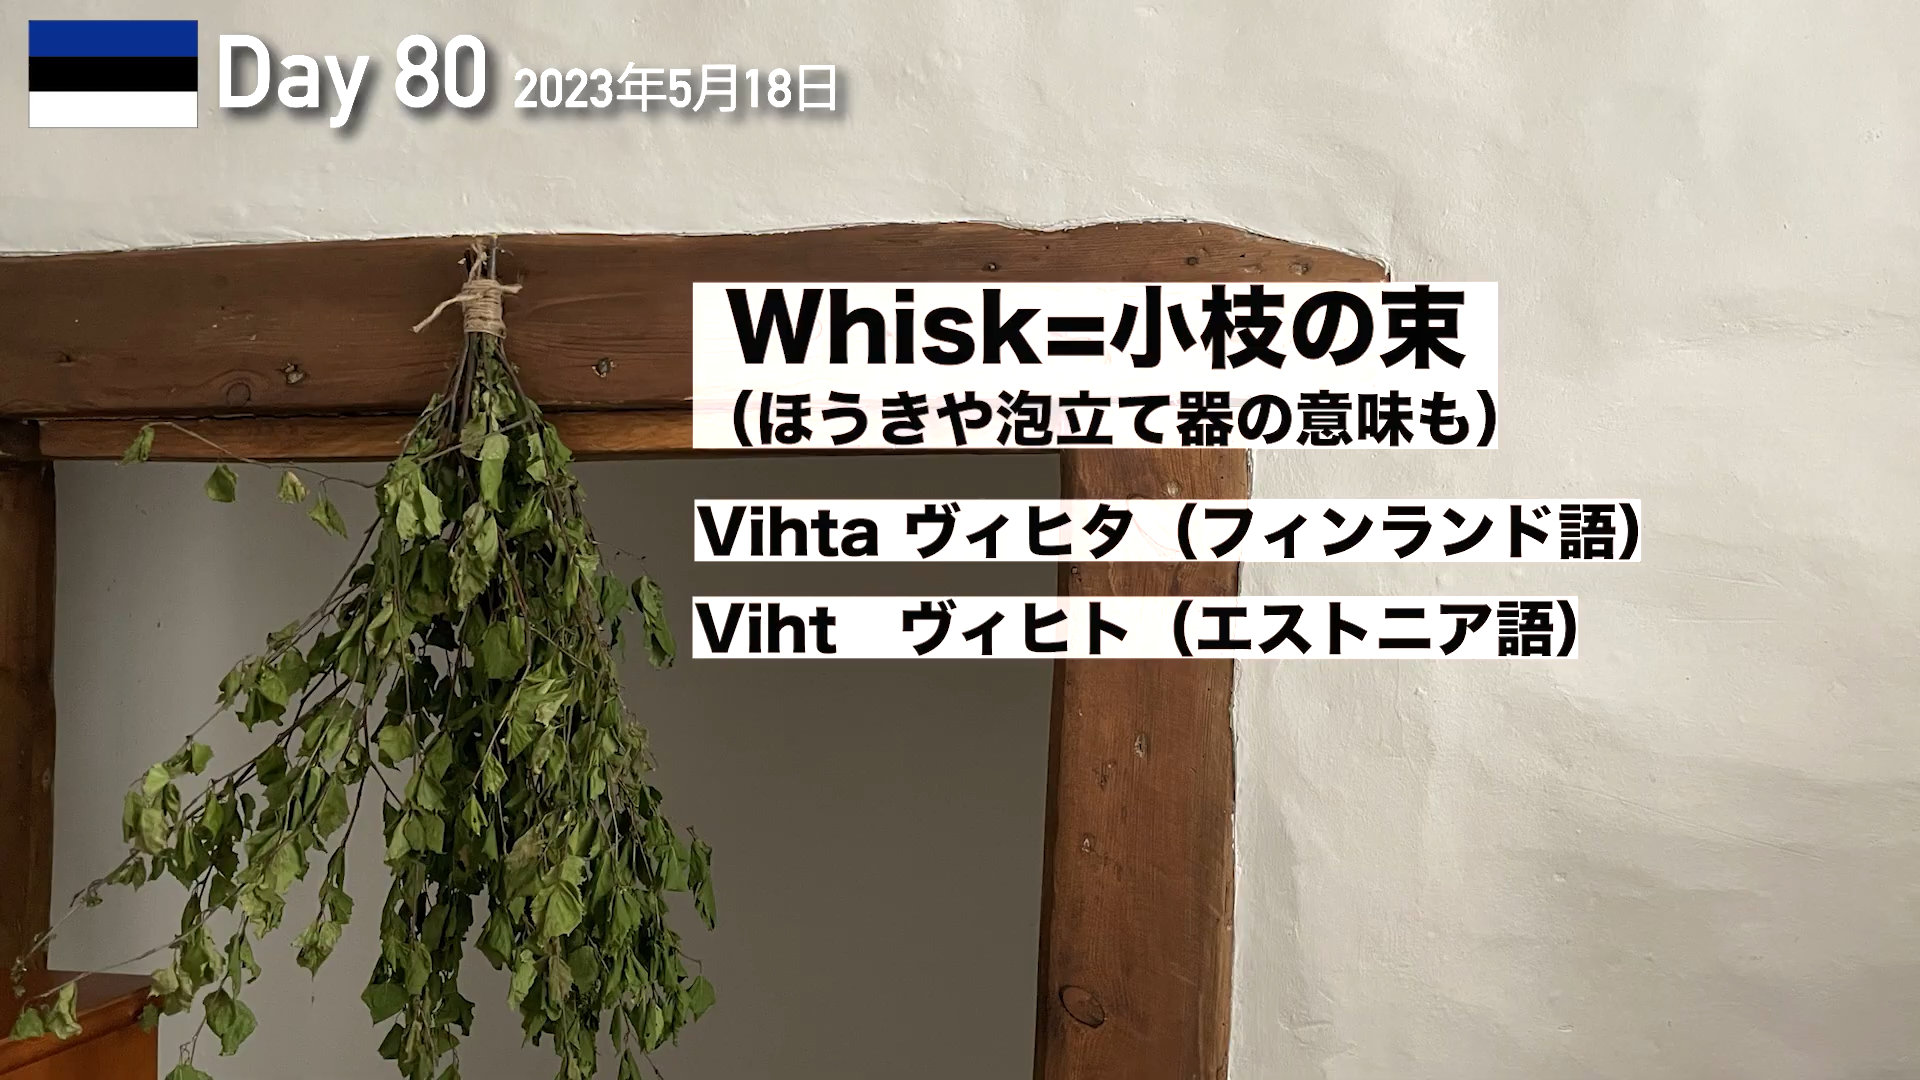 Day 80 2023年5月18日
Whisk=小枝の束
（ほうきや泡立て器の意味も）
Vihta ヴィヒタ（フィンランド語）
Viht　ヴィヒト（エストニア語）